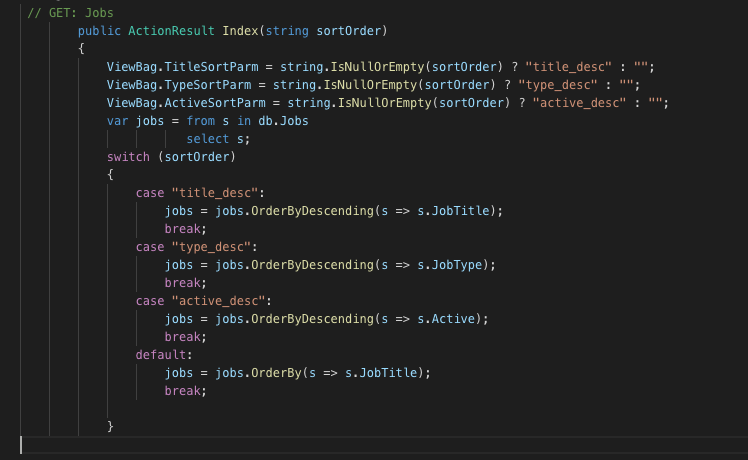 // GET: Jobs
public ActionResult Index(string sortOrder)
{
ViewBag.TitleSortParm = string.IsNullOrEmpty(sortOrder) ? "title_desc" : "";
ViewBag.TypeSortParm = string.IsNullOrEmpty(sortOrder) ? "type_desc" : "";
ViewBag.ActiveSortParm = string.IsNullOrEmpty(sortOrder) ? "active_desc" : "";
var jobs = from s in db.Jobs
select s;
switch (sortOrder)
{
case "title_desc":
jobs = jobs.OrderByDescending(s => s.JobTitle);
break;
case "type_desc":
jobs = jobs.OrderByDescending(s => s.JobType);
break;
case "active_desc":
jobs = jobs.OrderByDescending(s => s.Active);
break;
default:
jobs = jobs.OrderBy(s => s.JobTitle);
break;
}